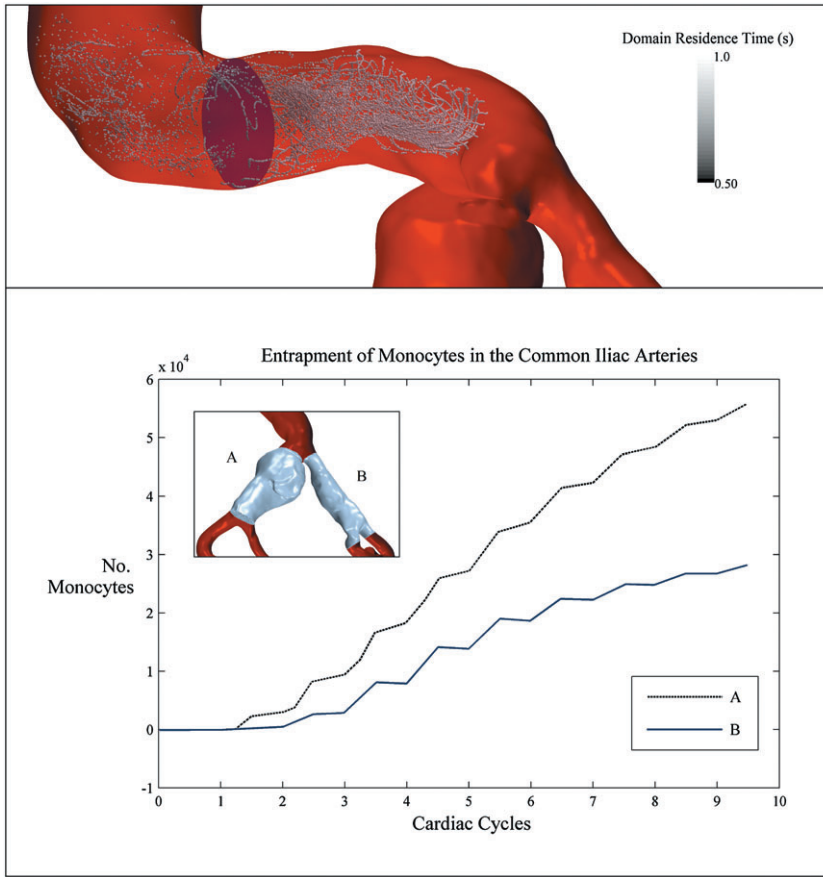 Domain Residence Time (s)
1.0
0.50
Entrapment of Monocytes in the Common Iliac Arteries
x 10^4
6
5
4
3
2
1
0
-1
No.
Monocytes
A
B
A
B
0 1 2 3 4 5 6 7 8 9 10
Cardiac Cycles